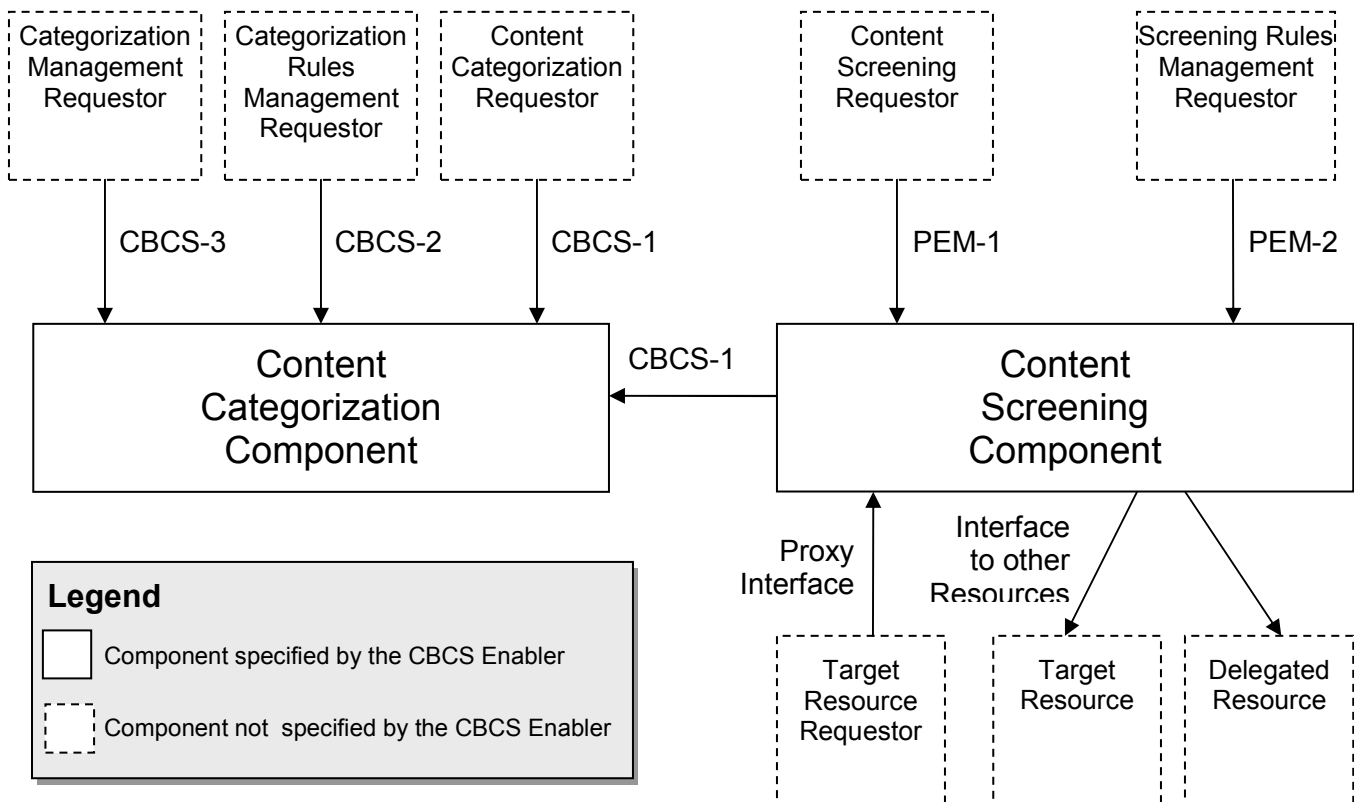 Categorization
Management
Requestor
Categorization
Rules
Management
Requestor
Content
Categorization
Requestor
Content
Screening
Requestor
Screening Rules
Management
Requestor
CBCS-3
CBCS-2
CBCS-1
PEM-1
PEM-2
Content
Categorization
Component
CBCS-1
Content
Screening
Component
Proxy
Interface
Interface
to other
Resources
Legend
Component specified by the CBCS Enabler
Component not specified by the CBCS Enabler
Target
Resource
Requestor
Target
Resource
Delegated
Resource